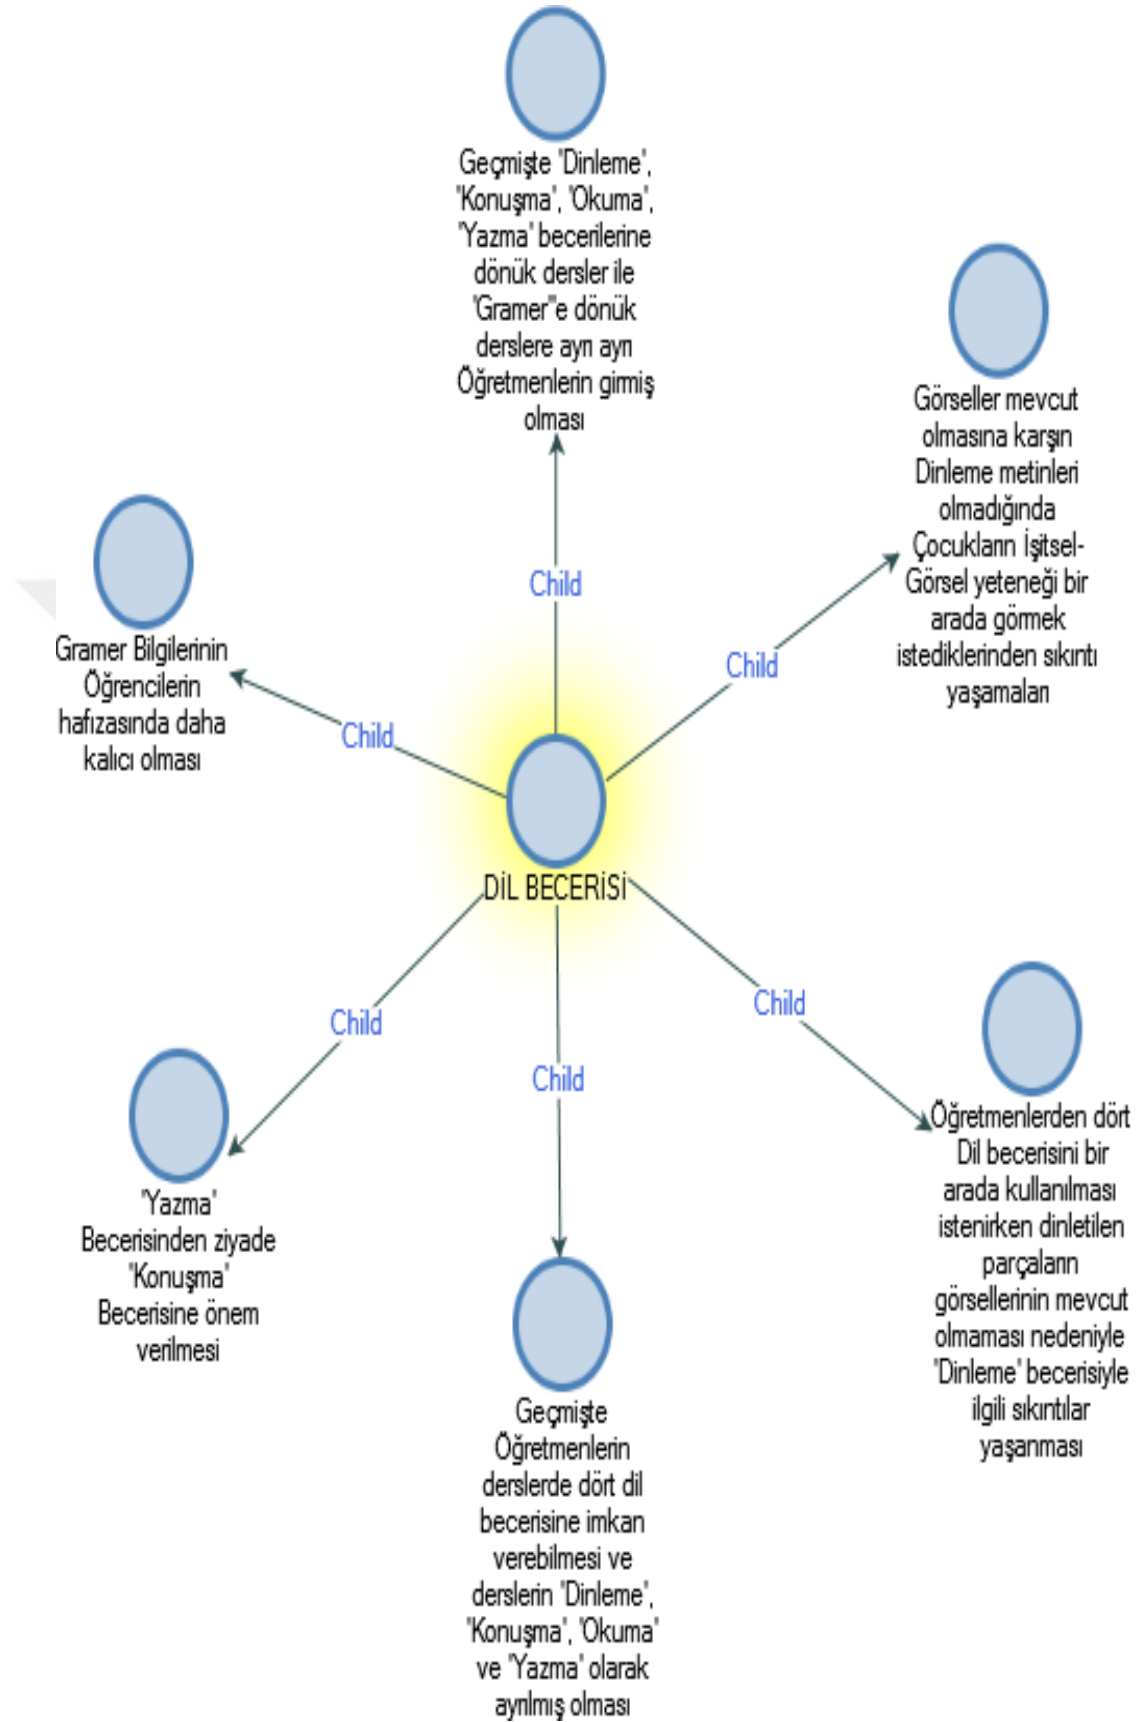 Geçmişte 'Dinleme',
'Konuşma', 'Okuma',
'Yazma' becerilerine
dönük dersler ile
'Gramer''e dönük
derslere ayrı ayrı
Öğretmenlerin girmiş
olması
Görseller mevcut
olmasına karşın
Dinleme metinleri
olmadığında
Çocukların İşitsel-
Görsel yeteneği bir
arada görmek
istediklerinden sıkıntı
yaşamaları
Child
Child
Gramer Bilgilerinin
Öğrencilerin
hafızasında daha
kalıcı olması
Child
DİL BECERİSİ
Child
Child
Child
Öğretmenlerden dört
Dil becerisini bir
arada kullanılması
istenirken dinletilen
parçaların
görsellerinin mevcut
olmaması nedeniyle
'Dinleme' becerisiyle
ilgili sıkıntılar
yaşanması
'Yazma'
Becerisinden ziyade
'Konuşma'
Becerisine önem
verilmesi
Geçmişte
Öğretmenlerin
derslerde dört dil
becerisine imkan
verebilmesi ve
derslerin 'Dinleme',
'Konuşma', 'Okuma'
ve 'Yazma' olarak
ayrılmış olması